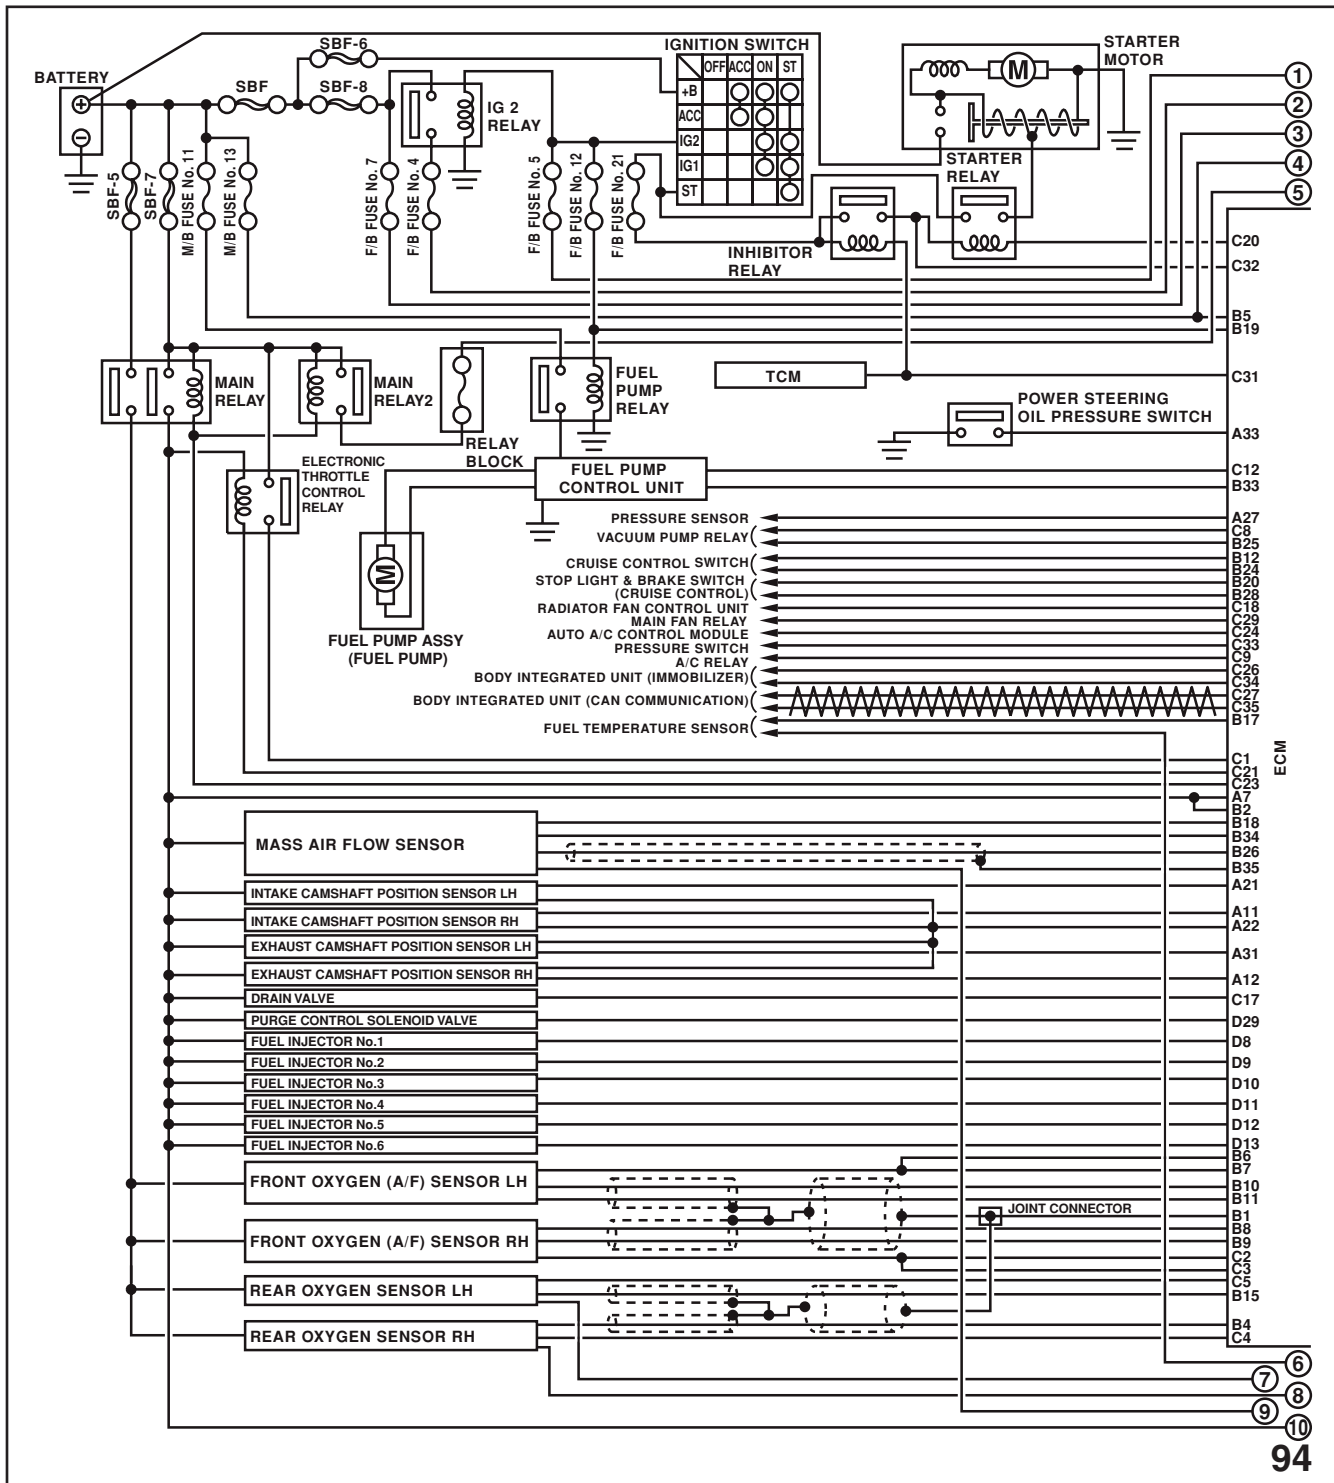 BATTERY
SBF-6
SBF
SBF-8
IG 2
RELAY
IGNITION SWITCH
OFF ACC ON ST
+B
ACC
IG2
IG1
ST
STARTER
MOTOR
M
STARTER
RELAY
1
2
3
4
5
SBF-5
SBF-7
M/B FUSE No. 11
M/B FUSE No. 13
F/B FUSE No. 7
F/B FUSE No. 4
F/B FUSE No. 5
F/B FUSE No. 12
F/B FUSE No. 21
INHIBITOR
RELAY
C20
C32
B5
B19
MAIN
RELAY
MAIN
RELAY2
RELAY
BLOCK
FUEL
PUMP
RELAY
TCM
C31
POWER STEERING
OIL PRESSURE SWITCH
A33
ELECTRONIC
THROTTLE
CONTROL
RELAY
FUEL PUMP
CONTROL UNIT
C12
B33
M
FUEL PUMP ASSY
(FUEL PUMP)
PRESSURE SENSOR
VACUUM PUMP RELAY
CRUISE CONTROL SWITCH
STOP LIGHT & BRAKE SWITCH
(CRUISE CONTROL)
RADIATOR FAN CONTROL UNIT
MAIN FAN RELAY
AUTO A/C CONTROL MODULE
PRESSURE SWITCH
A/C RELAY
BODY INTEGRATED UNIT (IMMOBILIZER)
BODY INTEGRATED UNIT (CAN COMMUNICATION)
FUEL TEMPERATURE SENSOR
A27
C8
B25
B12
B24
B20
B28
C18
C29
C24
C33
C9
C26
C34
C27
C35
B17
ECM
C1
C21
C23
A7
B2
MASS AIR FLOW SENSOR
B18
B34
B26
B35
INTAKE CAMSHAFT POSITION SENSOR LH
A21
INTAKE CAMSHAFT POSITION SENSOR RH
A11
A22
EXHAUST CAMSHAFT POSITION SENSOR LH
A31
EXHAUST CAMSHAFT POSITION SENSOR RH
A12
DRAIN VALVE
C17
PURGE CONTROL SOLENOID VALVE
D29
FUEL INJECTOR No.1
D8
FUEL INJECTOR No.2
D9
FUEL INJECTOR No.3
D10
FUEL INJECTOR No.4
D11
FUEL INJECTOR No.5
D12
FUEL INJECTOR No.6
D13
FRONT OXYGEN (A/F) SENSOR LH
B6
B7
B10
B11
JOINT CONNECTOR
B1
FRONT OXYGEN (A/F) SENSOR RH
B8
B9
C2
C3
REAR OXYGEN SENSOR LH
C5
B15
REAR OXYGEN SENSOR RH
B4
C4
6
7
8
9
10
94